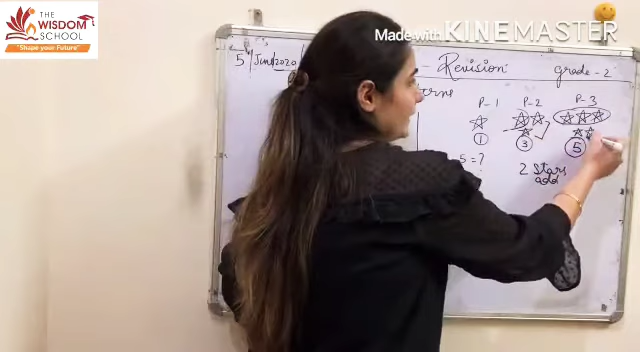 THE
WISDOM
SCHOOL
"Shape your Future"
Made with KINEMASTER
5 June 2020 - Revision grade-2
P-1 P-2 P-3
1 3 5
5 = ?
2 Stars
add